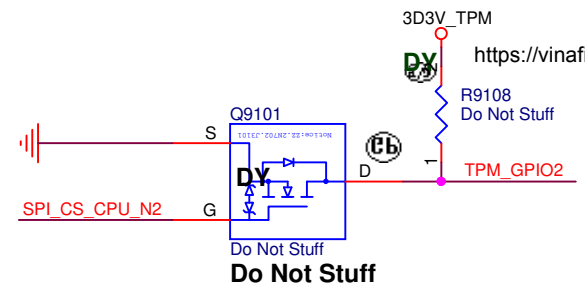 3D3V_TPM
DY
https://vinafi
R9108
Do Not Stuff
Q9101
S
DY
D
1
TPM_GPIO2
SPI_CS_CPU_N2
G
Do Not Stuff
Do Not Stuff